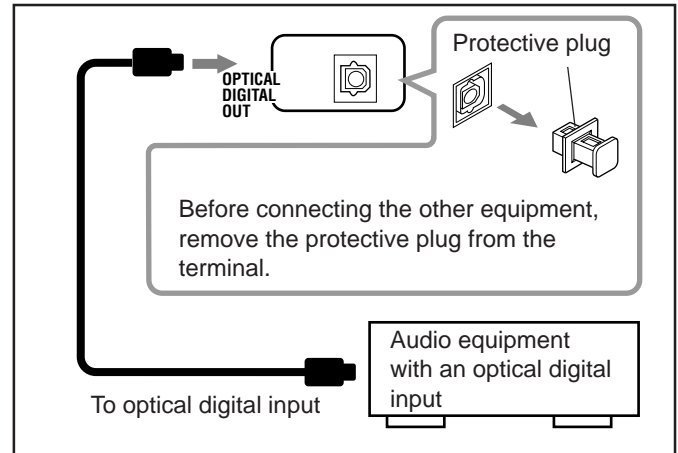 Protective plug
OPTICAL
DIGITAL
OUT
Before connecting the other equipment,
remove the protective plug from the
terminal.
Audio equipment
with an optical digital
input
To optical digital input